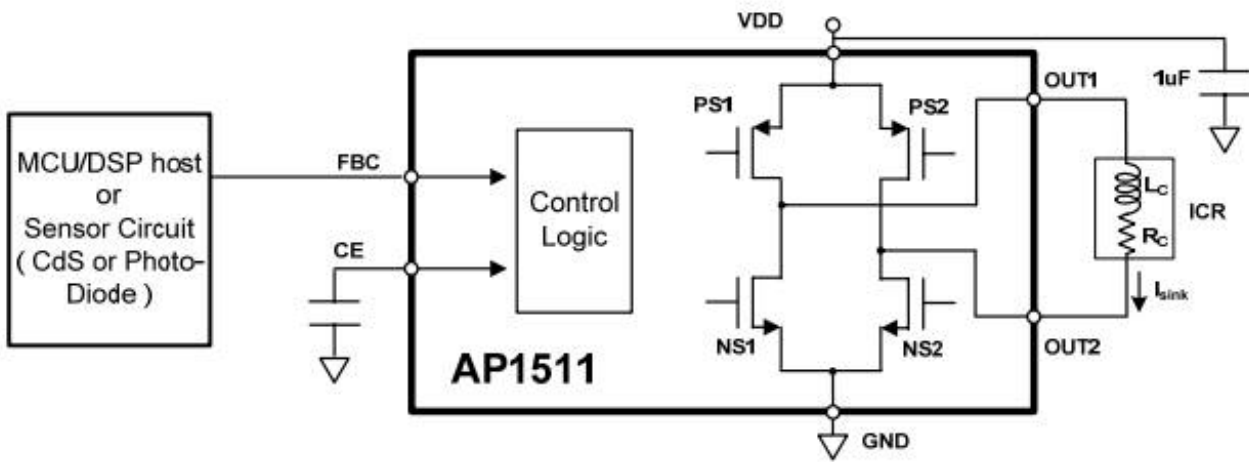 VDD
1uF
OUT1
PS1
PS2
MCU/DSP host
or
Sensor Circuit
( CdS or Photo-
Diode )
FBC
Control
Logic
CE
LC
RC
ICR
Isink
NS1
NS2
OUT2
AP1511
GND